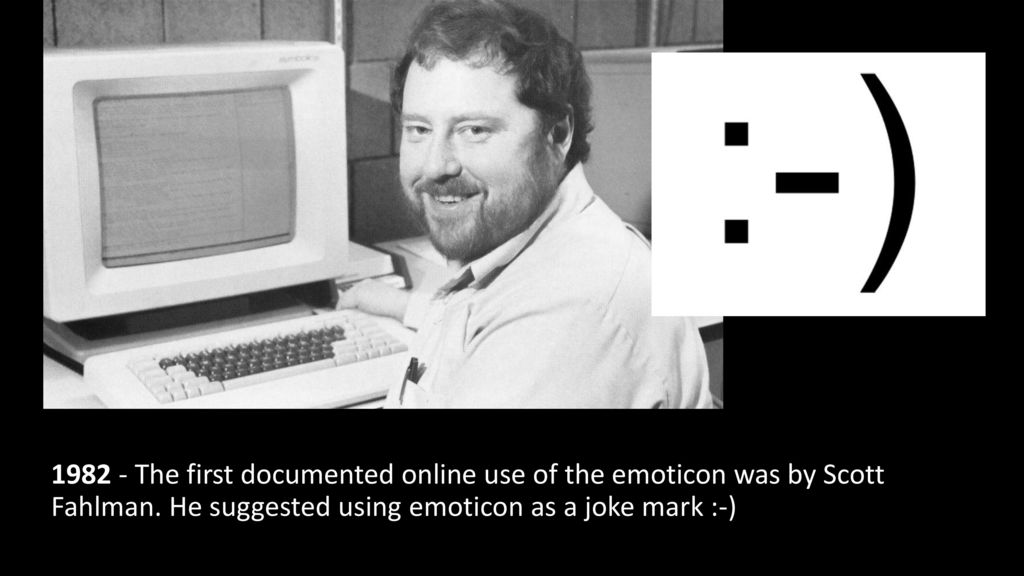 symbolics
:-)
1982 - The first documented online use of the emoticon was by Scott
Fahlman. He suggested using emoticon as a joke mark :-)